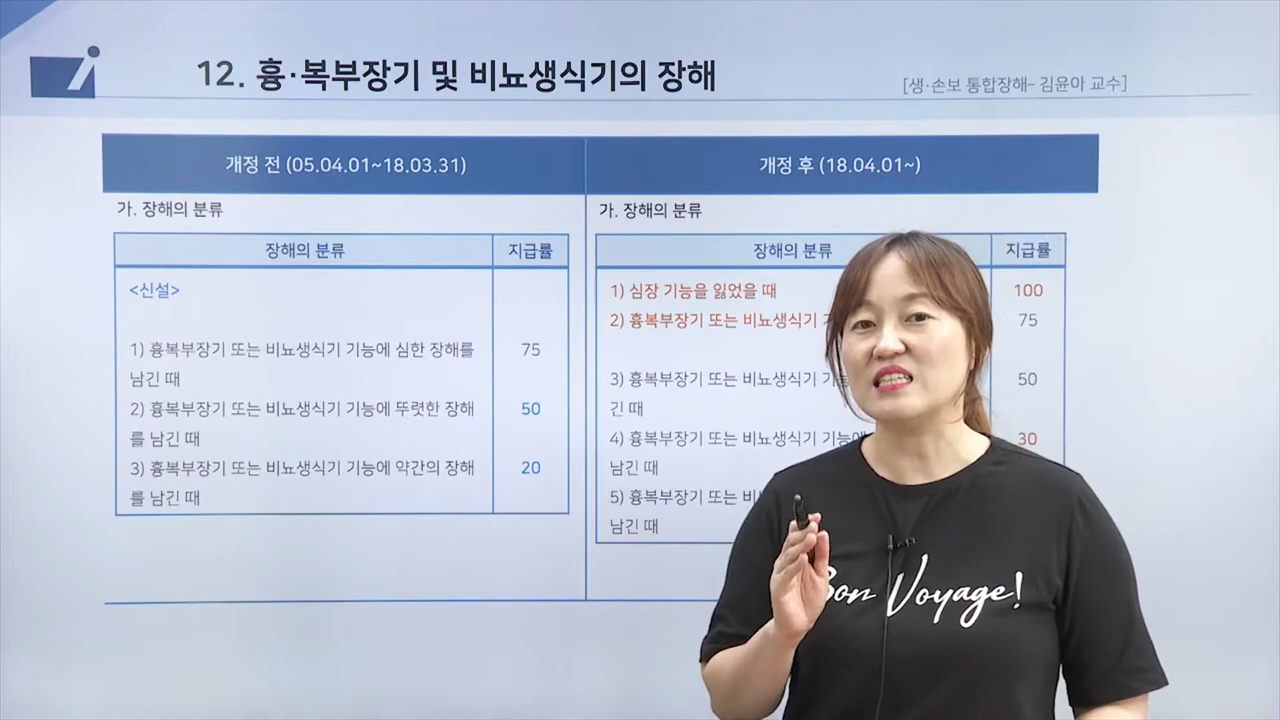 12. 흉·복부장기 및 비뇨생식기의 장해
[생·손보 통합장해- 김윤아 교수]
개정 전 (05.04.01~18.03.31)
개정 후 (18.04.01~)
가. 장해의 분류
장해의 분류
지급률
<신설>
1) 흉복부장기 또는 비뇨생식기 기능에 심한 장해를
남긴 때
75
2) 흉복부장기 또는 비뇨생식기 기능에 뚜렷한 장해
를 남긴 때
50
3) 흉복부장기 또는 비뇨생식기 기능에 약간의 장해
를 남긴 때
20
가. 장해의 분류
장해의 분류
지급률
1) 심장 기능을 잃었을 때
100
2) 흉복부장기 또는 비뇨생식기
75
3) 흉복부장기 또는 비뇨생식기
긴 때
50
4) 흉복부장기 또는 비뇨생식기 기능에
남긴 때
30
5) 흉복부장기 또는
남긴 때
Bon Voyage!